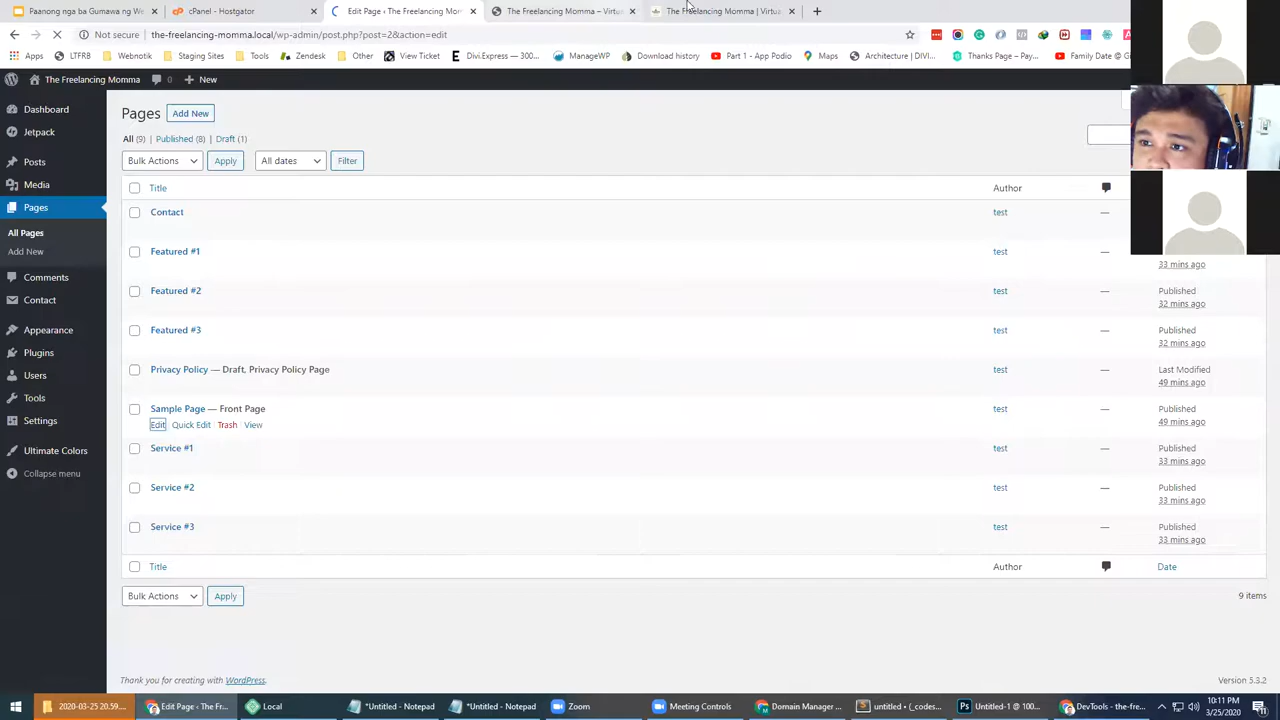 Paanong nag ba Gumawa ng We
cPanel - Hostgator
Edit Page ‹ The Freelancing Mom
The Freelancing Momma – Virtu
The Freelancing Momma | Virtua
Not secure | the-freelancing-momma.local/wp-admin/post.php?post=2&action=edit
Apps
LTFRB
Webnotik
Staging Sites
Tools
Zendesk
Other
View Ticket
Divi.Express — 300...
ManageWP
Download history
Part 1 - App Podio
Maps
Architecture | DIVI...
Thanks Page – Pay...
Family Date @ Gl
The Freelancing Momma
0
New
Dashboard
Jetpack
Posts
Media
Pages
All Pages
Add New
Comments
Contact
Appearance
Plugins
Users
Tools
Settings
Ultimate Colors
Collapse menu
Pages Add New
All (9) | Published (8) | Draft (1)
Bulk Actions Apply All dates Filter
Title Author
Contact test —
Featured #1 test —
33 mins ago
Featured #2 test — Published
32 mins ago
Featured #3 test — Published
32 mins ago
Privacy Policy — Draft, Privacy Policy Page test — Last Modified
49 mins ago
Sample Page — Front Page test — Published
Edit | Quick Edit | Trash | View 49 mins ago
Service #1 test — Published
33 mins ago
Service #2 test — Published
33 mins ago
Service #3 test — Published
33 mins ago
Title Author Date
Bulk Actions Apply 9 items
Thank you for creating with WordPress. Version 5.3.2
2020-03-25 20.59....
Edit Page ‹ The Fr...
Local
*Untitled - Notepad
*Untitled - Notepad
Zoom
Meeting Controls
Domain Manager ...
untitled • (_codes...
Untitled-1 @ 100...
DevTools - the-fre...
10:11 PM
3/25/2020